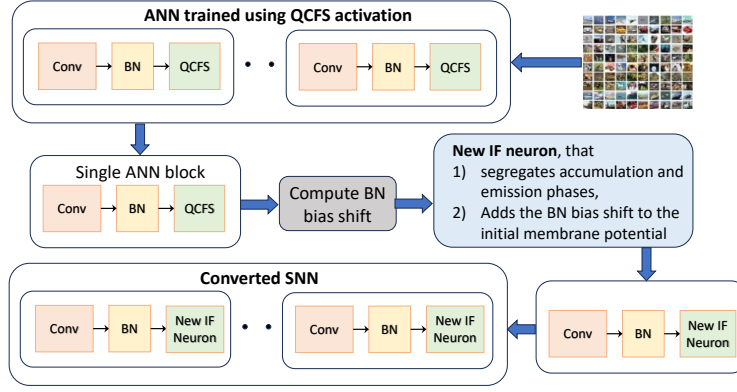 ANN trained using QCFS activation
Conv BN QCFS
Conv BN QCFS
Single ANN block
Conv BN QCFS
Compute BN
bias shift
New IF neuron, that
1) segregates accumulation and
emission phases,
2) Adds the BN bias shift to the
initial membrane potential
Converted SNN
Conv BN New IF
Neuron
Conv BN New IF
Neuron
Conv BN New IF
Neuron